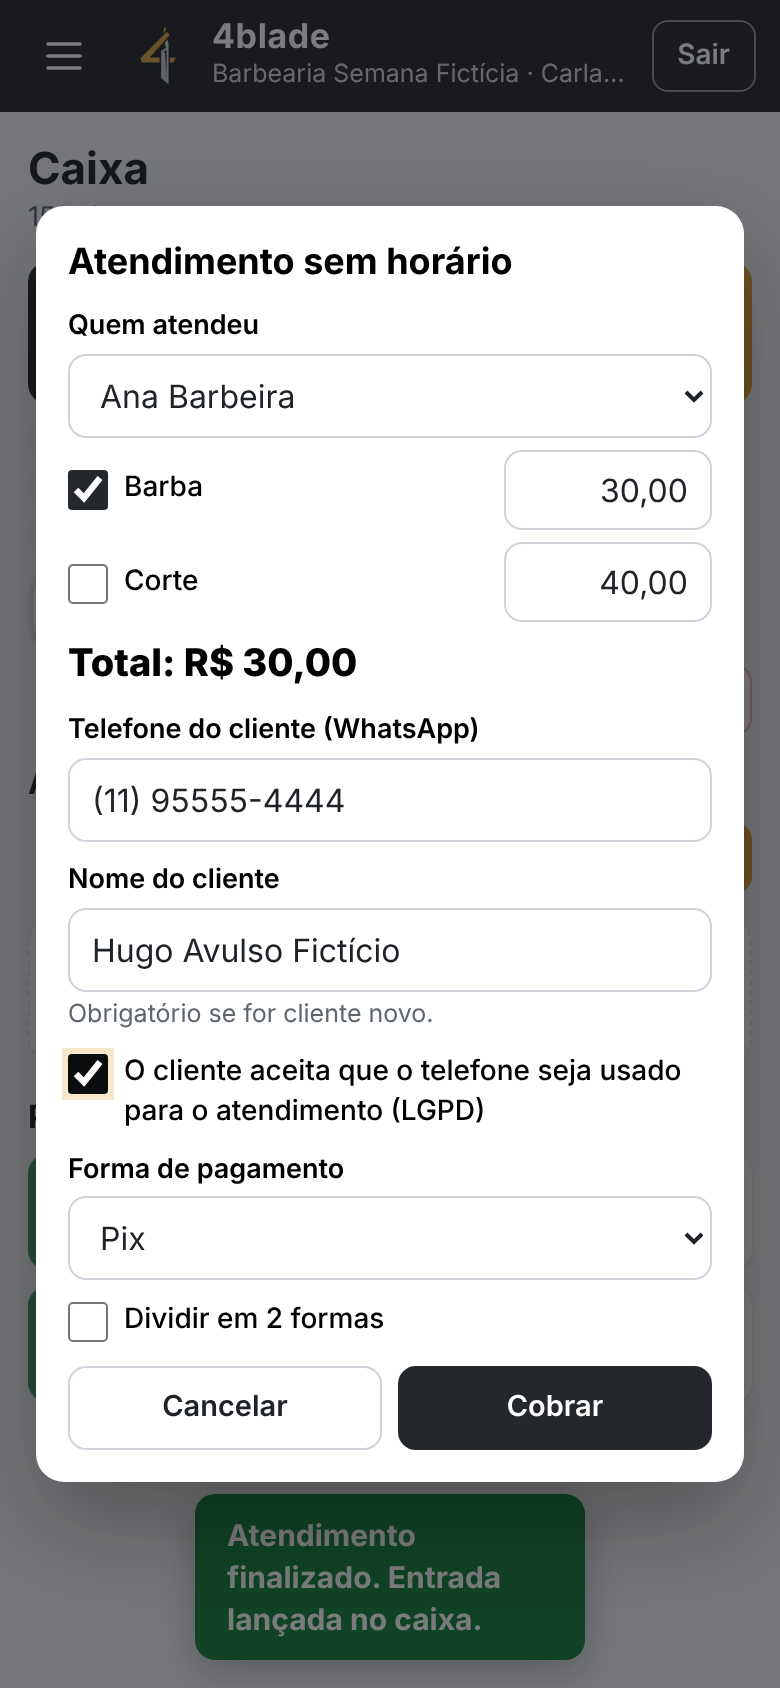 4blade
Barbearia Semana Fictícia · Carla...
Sair
Caixa
Atendimento sem horário
Quem atendeu
Ana Barbeira
Barba
30,00
Corte
40,00
Total: R$ 30,00
Telefone do cliente (WhatsApp)
(11) 95555-4444
Nome do cliente
Hugo Avulso Fictício
Obrigatório se for cliente novo.
O cliente aceita que o telefone seja usado
para o atendimento (LGPD)
Forma de pagamento
Pix
Dividir em 2 formas
Cancelar
Cobrar
Atendimento
finalizado. Entrada
lançada no caixa.